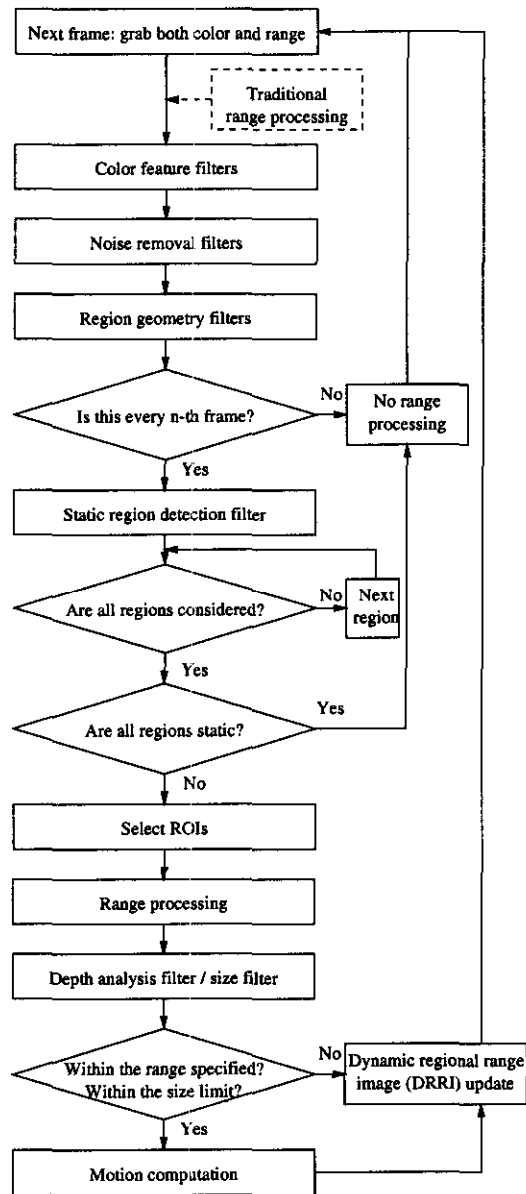 Next frame: grab both color and range
Traditional
range processing
Color feature filters
Noise removal filters
Region geometry filters
Is this every n-th frame?
No
No range
processing
Yes
Static region detection filter
Are all regions considered?
No
Next
region
Yes
Are all regions static?
Yes
No
Select ROIs
Range processing
Depth analysis filter / size filter
Within the range specified?
Within the size limit?
No
Dynamic regional range
image (DRRI) update
Yes
Motion computation